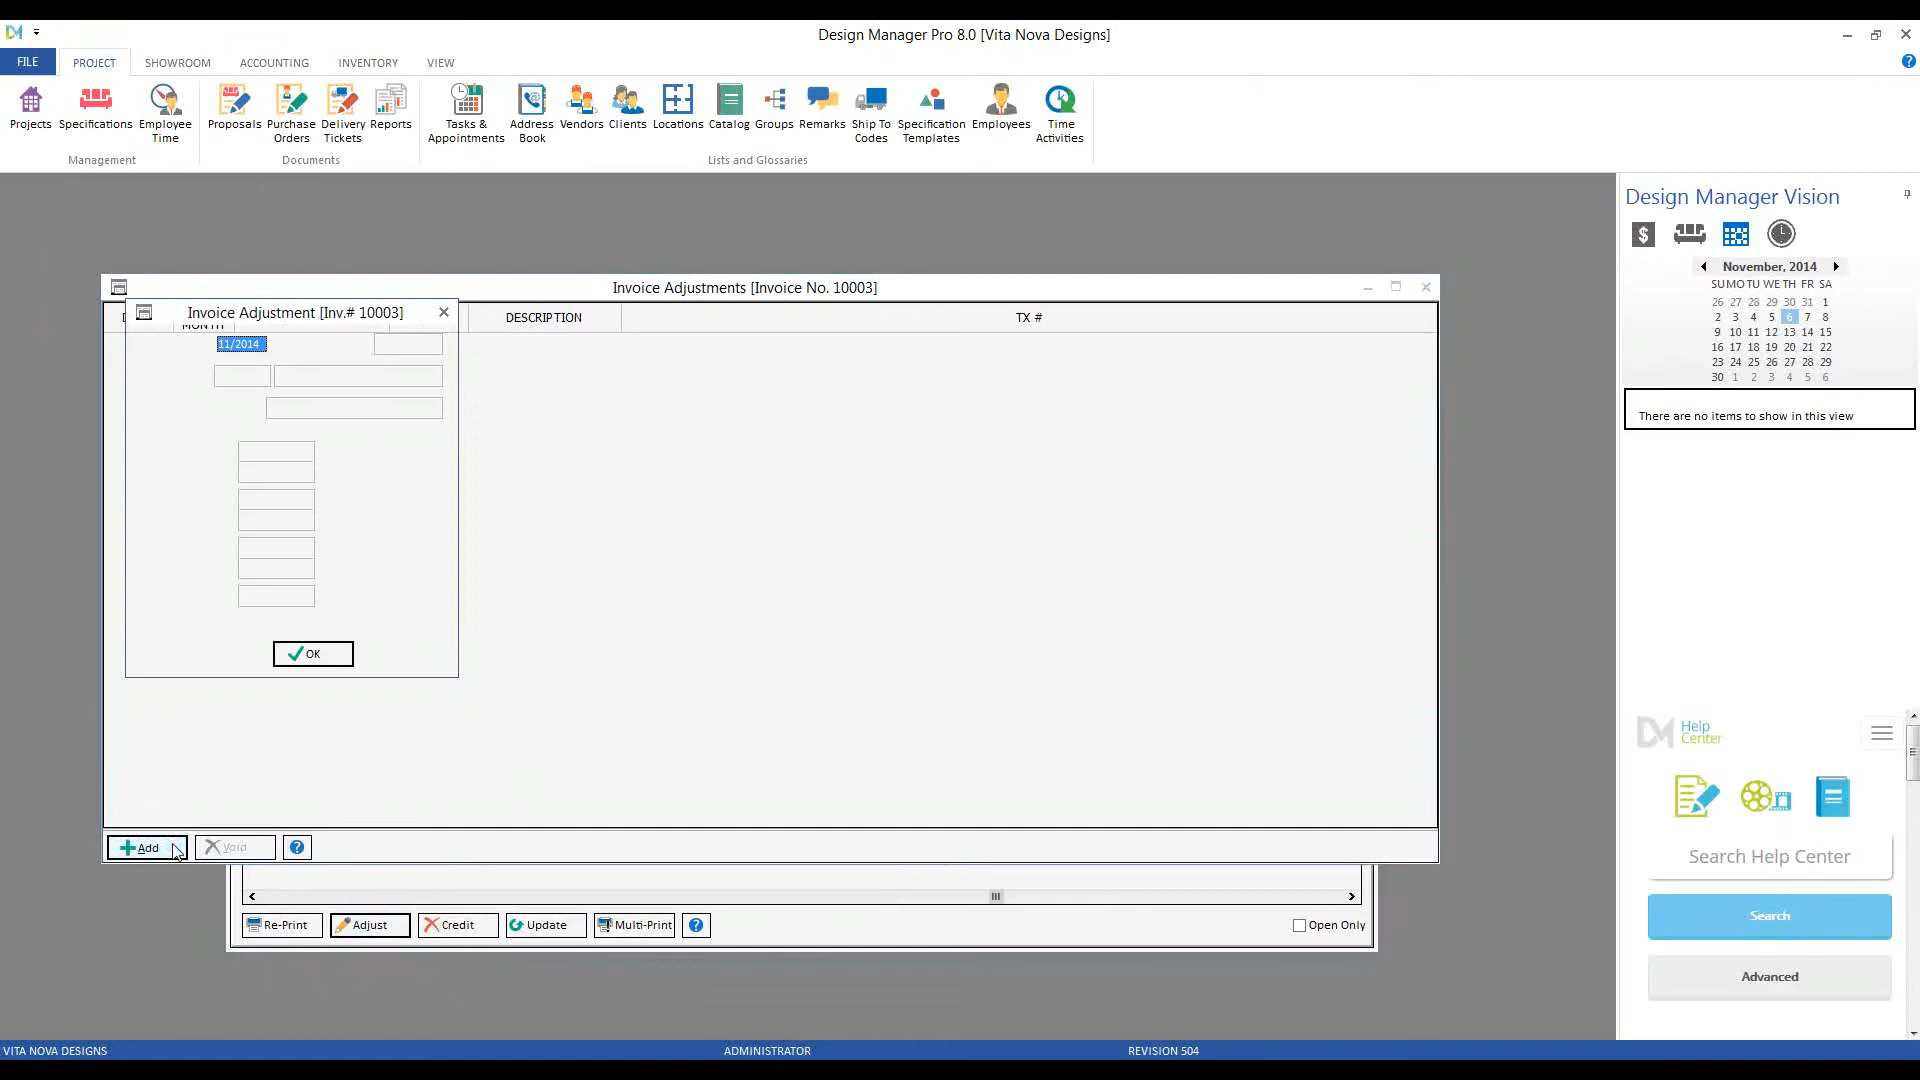 Design Manager Pro 8.0 [Vita Nova Designs]
FILE PROJECT SHOWROOM ACCOUNTING INVENTORY VIEW
Projects Specifications Employee Time
Proposals Purchase Orders Delivery Tickets Reports
Tasks & Appointments Address Book Vendors Clients Locations Catalog Groups Remarks Ship To Codes Specification Templates Employees Time Activities
Management Documents Lists and Glossaries
Invoice Adjustments [Invoice No. 10003]
MONTH DESCRIPTION TX #
Invoice Adjustment [Inv.# 10003]
11/2014
OK
Add Void
Re-Print Adjust Credit Update Multi-Print Open Only
Design Manager Vision
November, 2014
SU MO TU WE TH FR SA
26 27 28 29 30 31 1
2 3 4 5 6 7 8
9 10 11 12 13 14 15
16 17 18 19 20 21 22
23 24 25 26 27 28 29
30 1 2 3 4 5 6
There are no items to show in this view
DM Help Center
Search Help Center
Search
Advanced
VITA NOVA DESIGNS ADMINISTRATOR REVISION 504